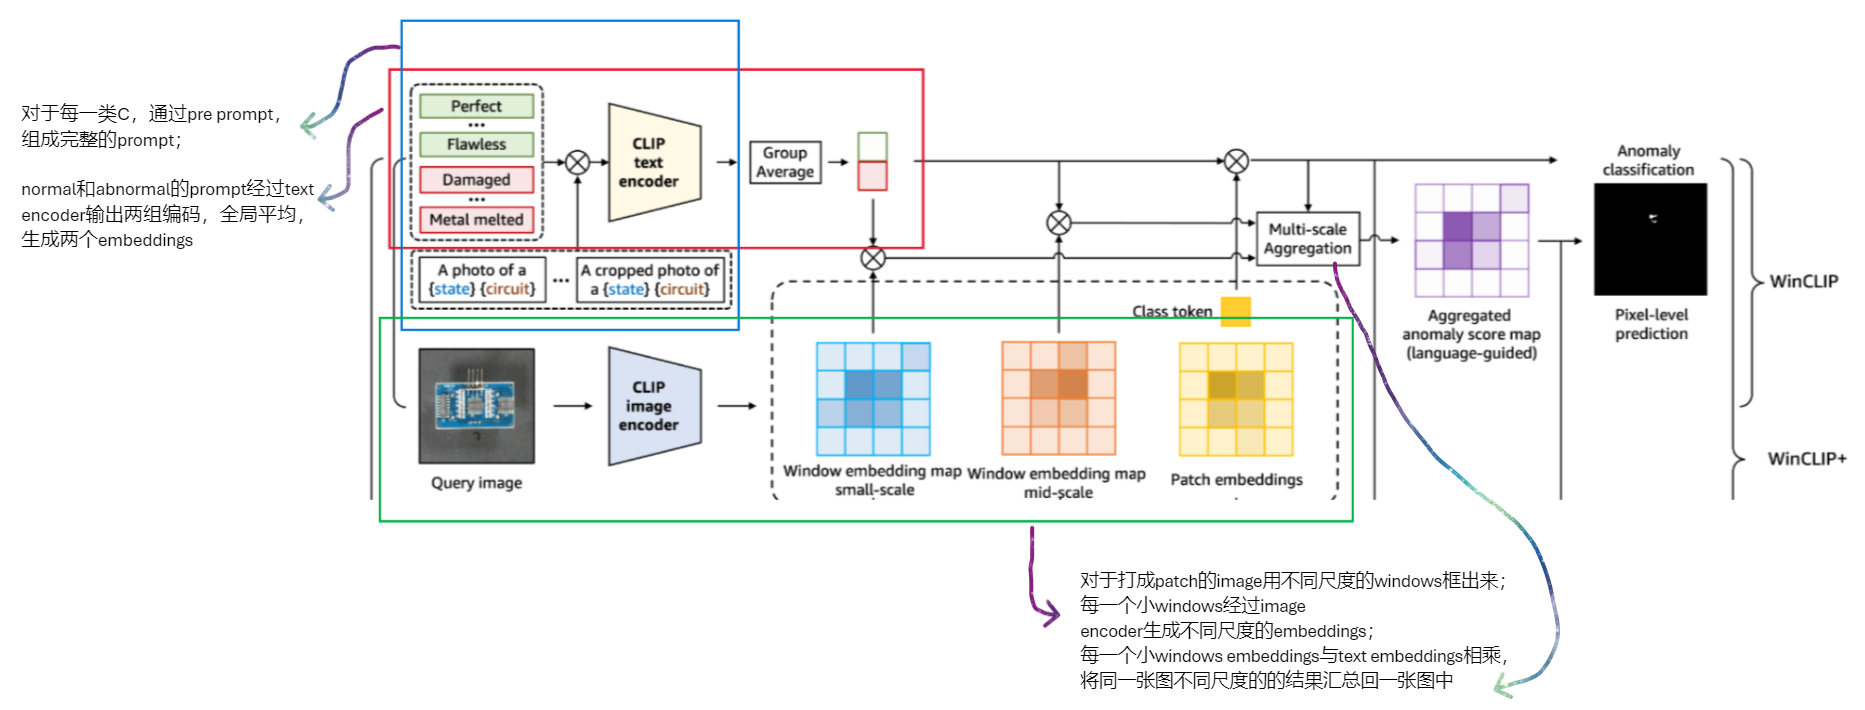 对于每一类C，通过pre prompt，
组成完整的prompt；
normal和abnormal的prompt经过text
encoder输出两组编码，全局平均，
生成两个embeddings
Perfect
...
Flawless
Damaged
...
Metal melted
CLIP
text
encoder
Group
Average
A photo of a
{state} {circuit}
...
A cropped photo of
a {state} {circuit}
Multi-scale
Aggregation
Anomaly
classification
Aggregated
anomaly score map
(language-guided)
Pixel-level
prediction
WinCLIP
WinCLIP+
Class token
Query image
CLIP
image
encoder
Window embedding map
small-scale
Window embedding map
mid-scale
Patch embeddings
对于打成patch的image用不同尺度的windows框出来；
每一个小windows经过image
encoder生成不同尺度的embeddings；
每一个小windows embeddings与text embeddings相乘，
将同一张图不同尺度的的结果汇总回一张图中